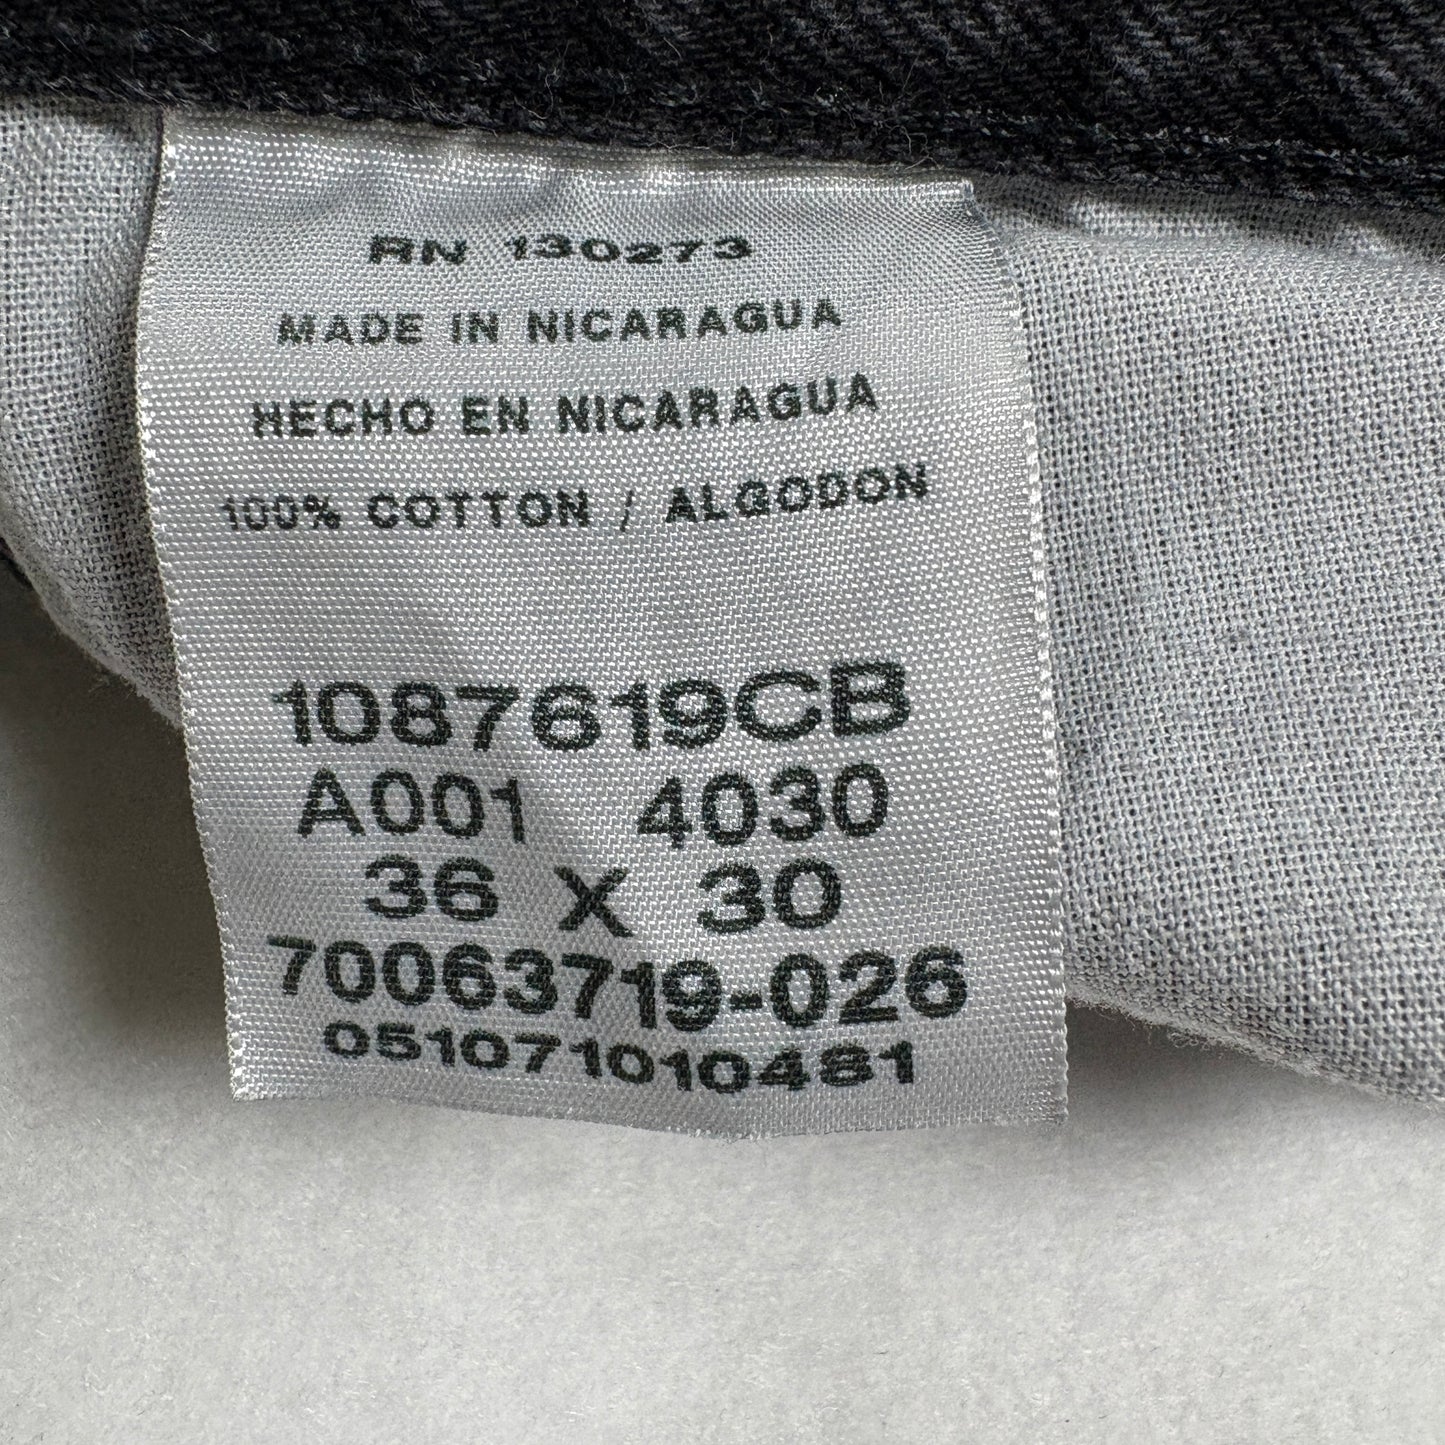 RN 130273
MADE IN NICARAGUA
HECHO EN NICARAGUA
100% COTTON / ALGODON
1087619CB
A001 4030
36 X 30
70063719-026
051071010481